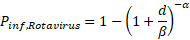 P_{inf,Rotavirus} = 1 − (1 + d/β)^{−α}